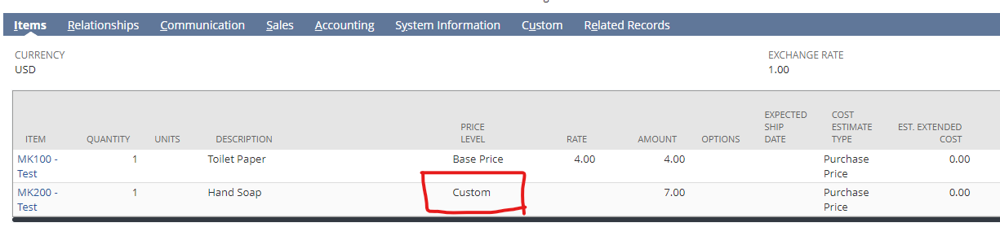 Items Relationships Communication Sales Accounting System Information Custom Related Records
CURRENCY EXCHANGE RATE
USD 1.00
ITEM QUANTITY UNITS DESCRIPTION PRICE LEVEL RATE AMOUNT OPTIONS EXPECTED SHIP DATE COST ESTIMATE TYPE EST. EXTENDED COST
MK100 - 1 Toilet Paper Base Price 4.00 4.00 Purchase 0.00
Test Price
MK200 - 1 Hand Soap Custom 7.00 Purchase 0.00
Test Price